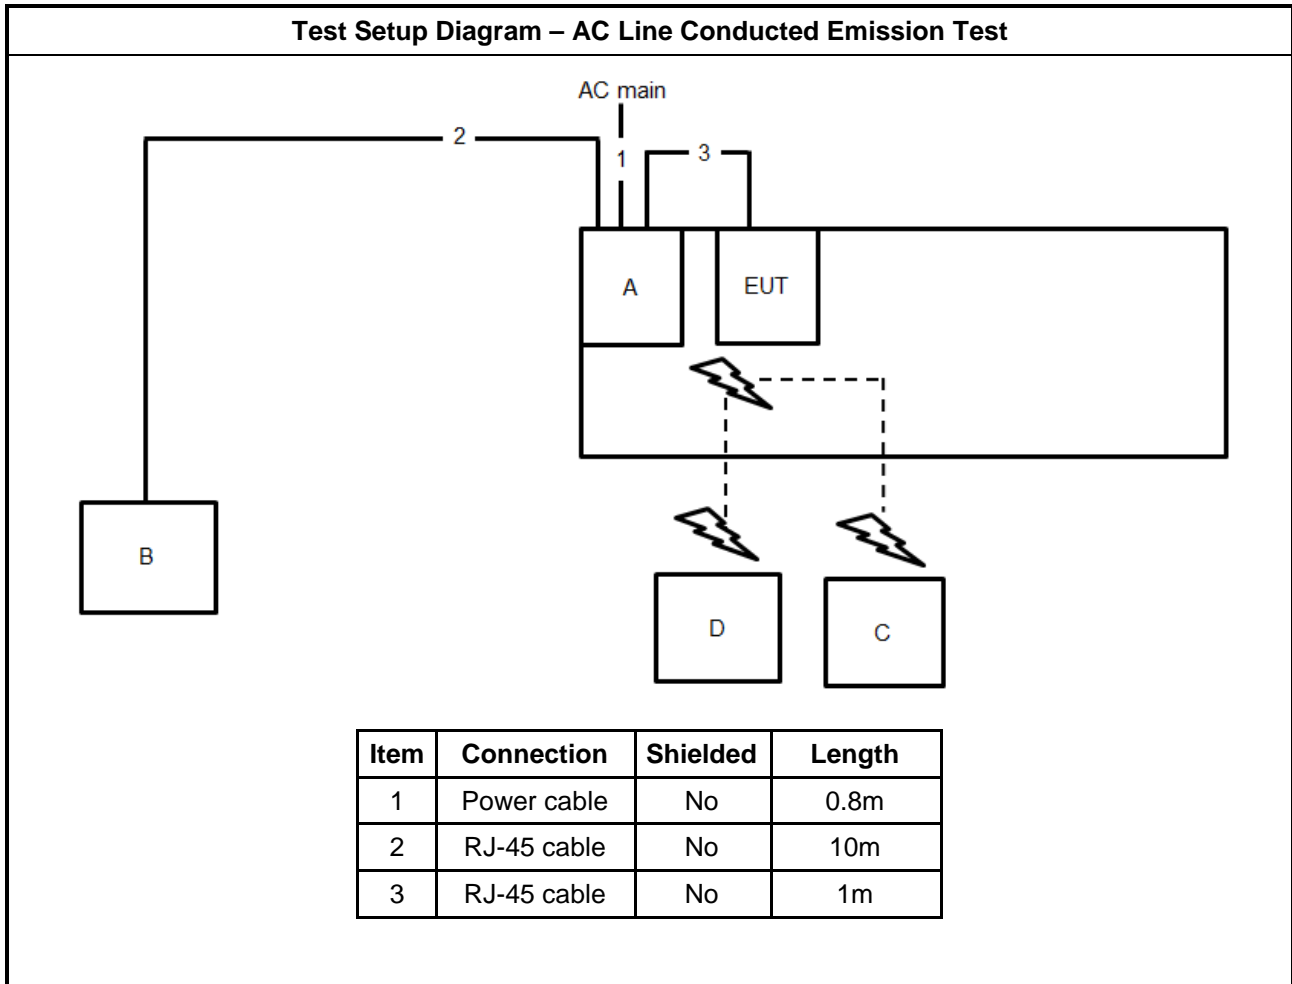 Test Setup Diagram – AC Line Conducted Emission Test
AC main
2
1
3
A
EUT
B
D
C
Item Connection Shielded Length
1 Power cable No 0.8m
2 RJ-45 cable No 10m
3 RJ-45 cable No 1m